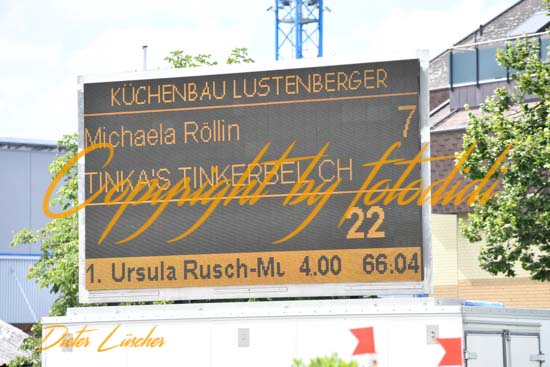 KÜCHENBAU LUSTENBERGER
Michaela Röllin 7
TINKA'S TINKERBELL CH
22
1. Ursula Rusch-Mu 4.00 66.04
Copyright by fotodidi
Dieter Lüscher